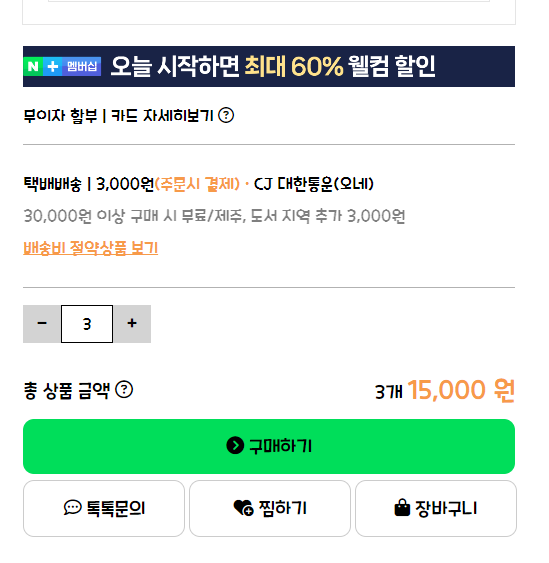 N + 멤버십 오늘 시작하면 최대 60% 웰컴 할인
무이자 할부 | 카드 자세히보기 ?
택배배송 | 3,000원(주문시 결제) · CJ 대한통운(오네)
30,000원 이상 구매 시 무료/제주, 도서 지역 추가 3,000원
배송비 절약상품 보기
- 3 +
총 상품 금액 ? 3개 15,000 원
구매하기
톡톡문의 찜하기 장바구니